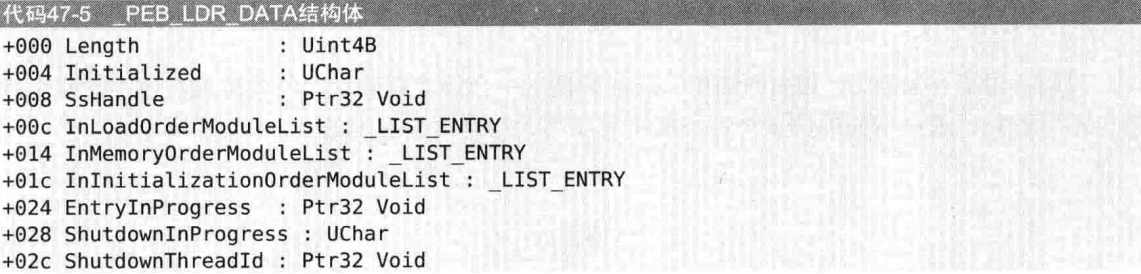 代码47-5 _PEB_LDR_DATA结构体
+000 Length : Uint4B
+004 Initialized : UChar
+008 SsHandle : Ptr32 Void
+00c InLoadOrderModuleList : _LIST_ENTRY
+014 InMemoryOrderModuleList : _LIST_ENTRY
+01c InInitializationOrderModuleList : _LIST_ENTRY
+024 EntryInProgress : Ptr32 Void
+028 ShutdownInProgress : UChar
+02c ShutdownThreadId : Ptr32 Void